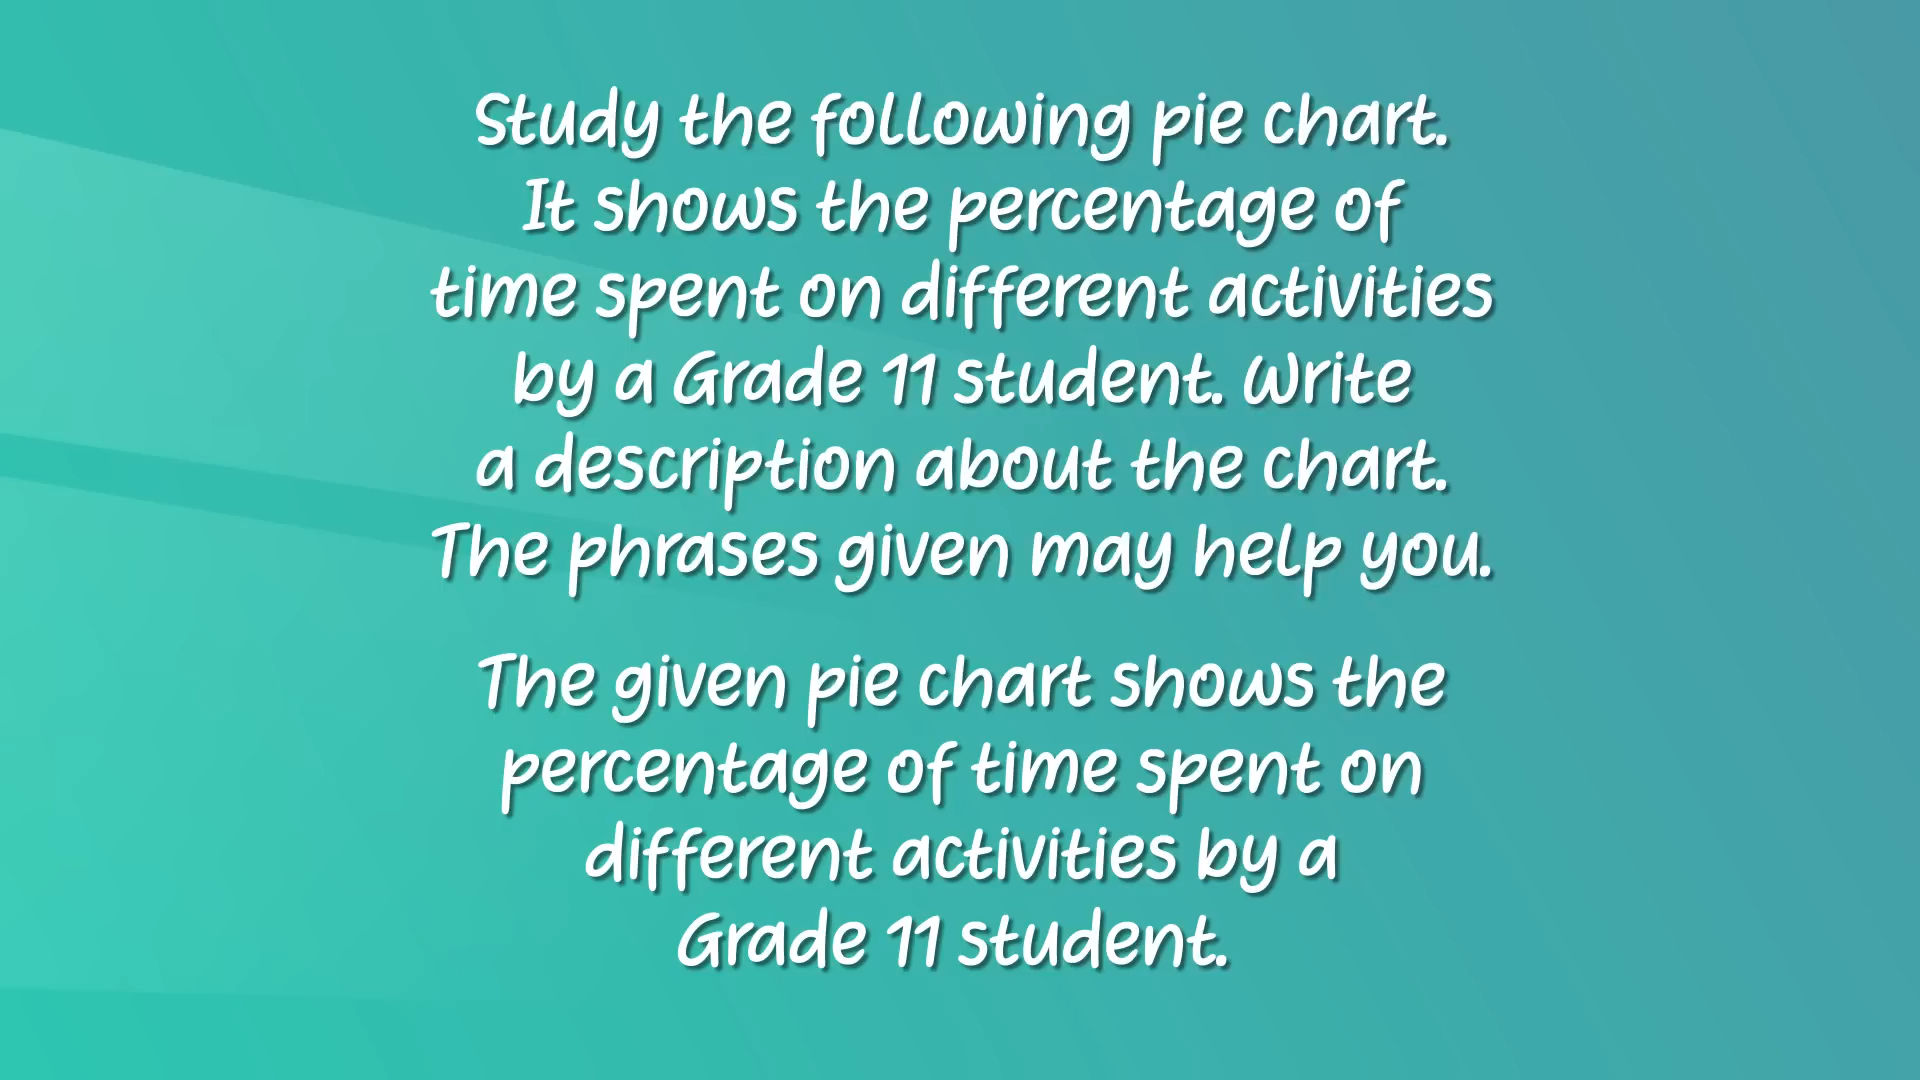 Study the following pie chart.
It shows the percentage of
time spent on different activities
by a Grade 11 student. Write
a description about the chart.
The phrases given may help you.
The given pie chart shows the
percentage of time spent on
different activities by a
Grade 11 student.